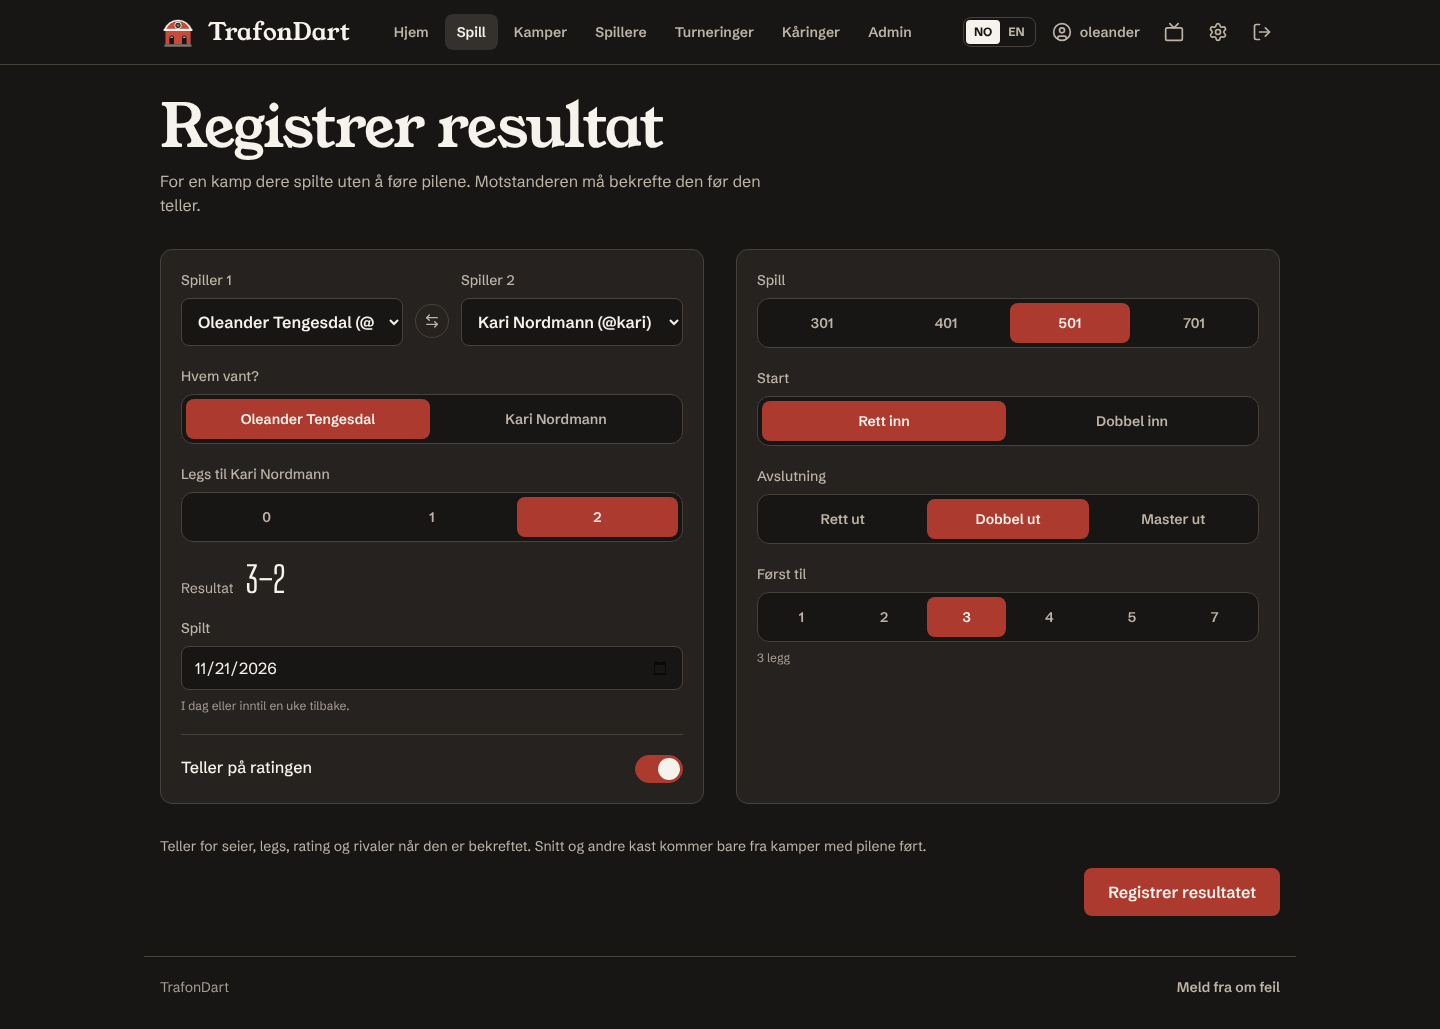 TrafonDart
Hjem Spill Kamper Spillere Turneringer Kåringer Admin
NO EN oleander
Registrer resultat
For en kamp dere spilte uten å føre pilene. Motstanderen må bekrefte den før den
teller.
Spiller 1 Spiller 2
Oleander Tengesdal (@ Kari Nordmann (@kari)
Hvem vant?
Oleander Tengesdal Kari Nordmann
Legs til Kari Nordmann
0 1 2
Resultat 3–2
Spilt
11/21/2026
I dag eller inntil en uke tilbake.
Teller på ratingen
Spill
301 401 501 701
Start
Rett inn Dobbel inn
Avslutning
Rett ut Dobbel ut Master ut
Først til
1 2 3 4 5 7
3 legg
Teller for seier, legs, rating og rivaler når den er bekreftet. Snitt og andre kast kommer bare fra kamper med pilene ført.
Registrer resultatet
TrafonDart Meld fra om feil